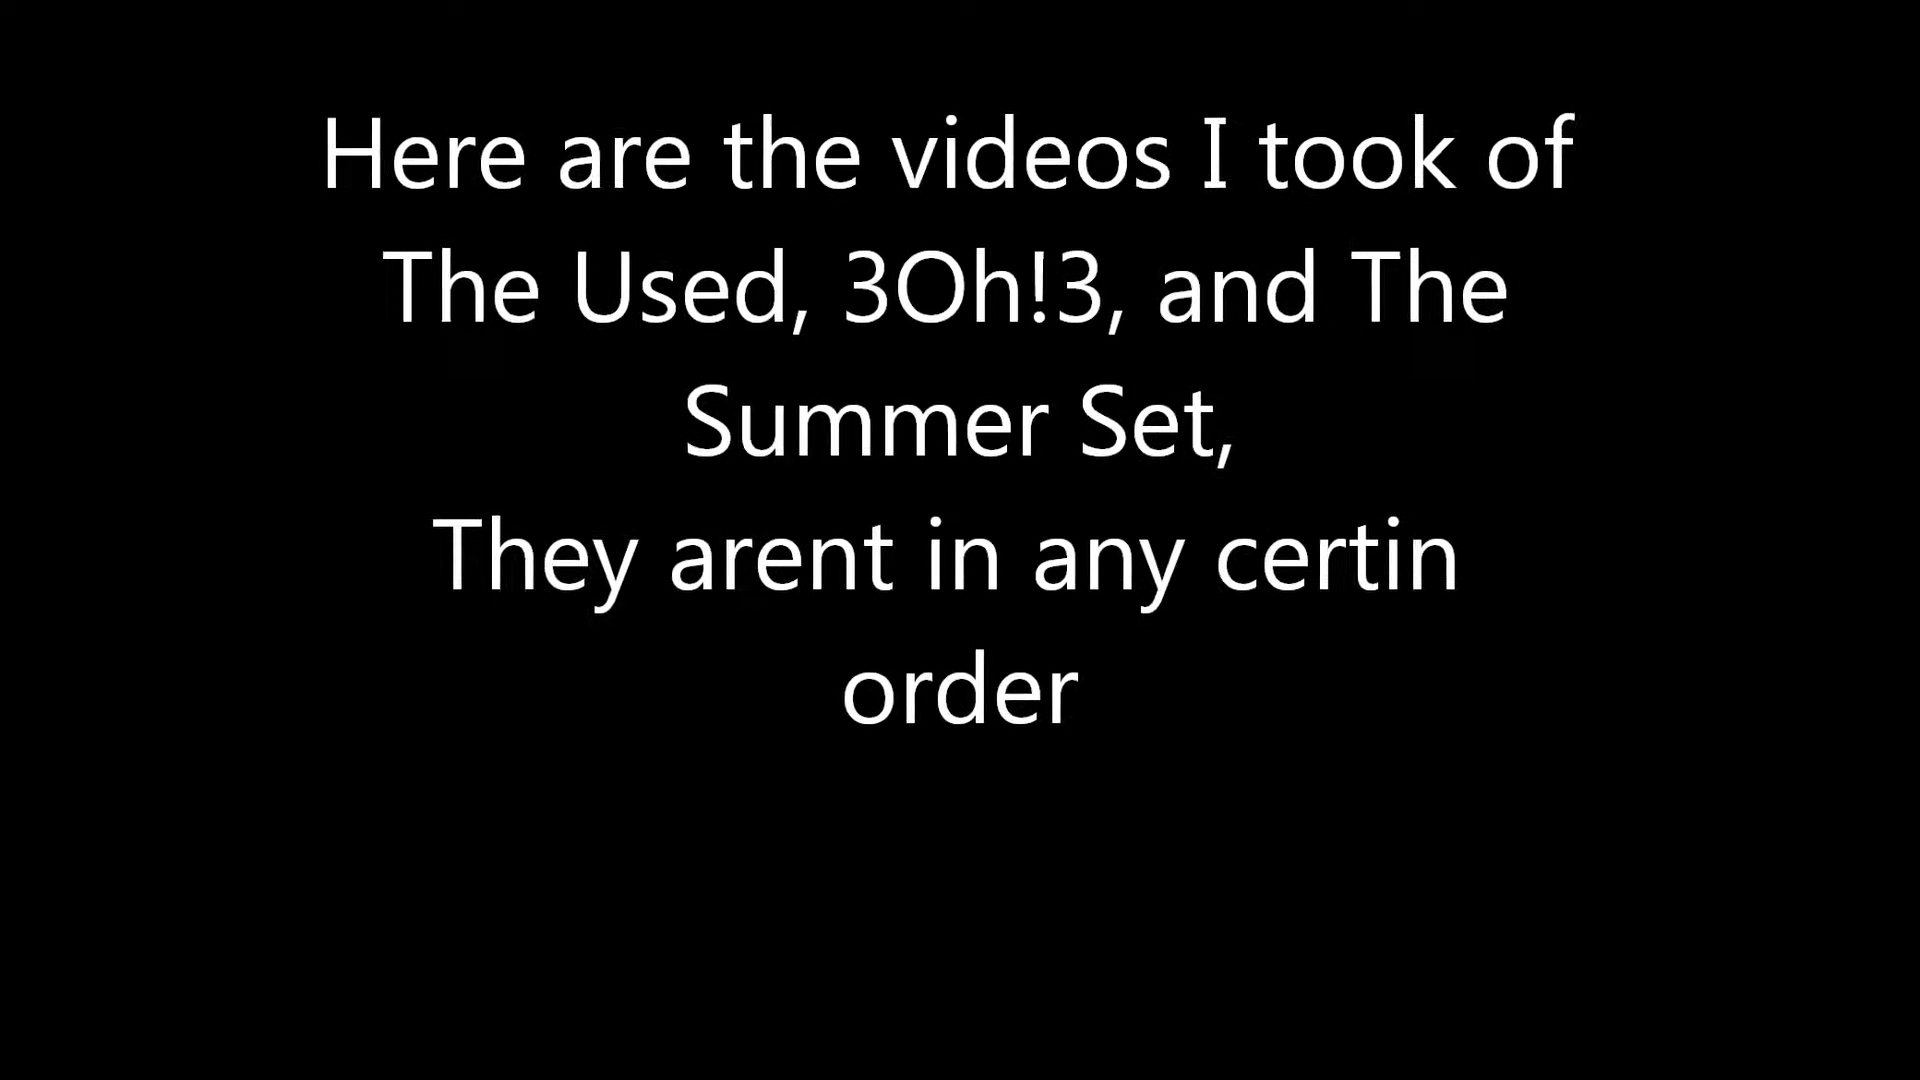 Here are the videos I took of
The Used, 3Oh!3, and The
Summer Set,
They arent in any certin
order